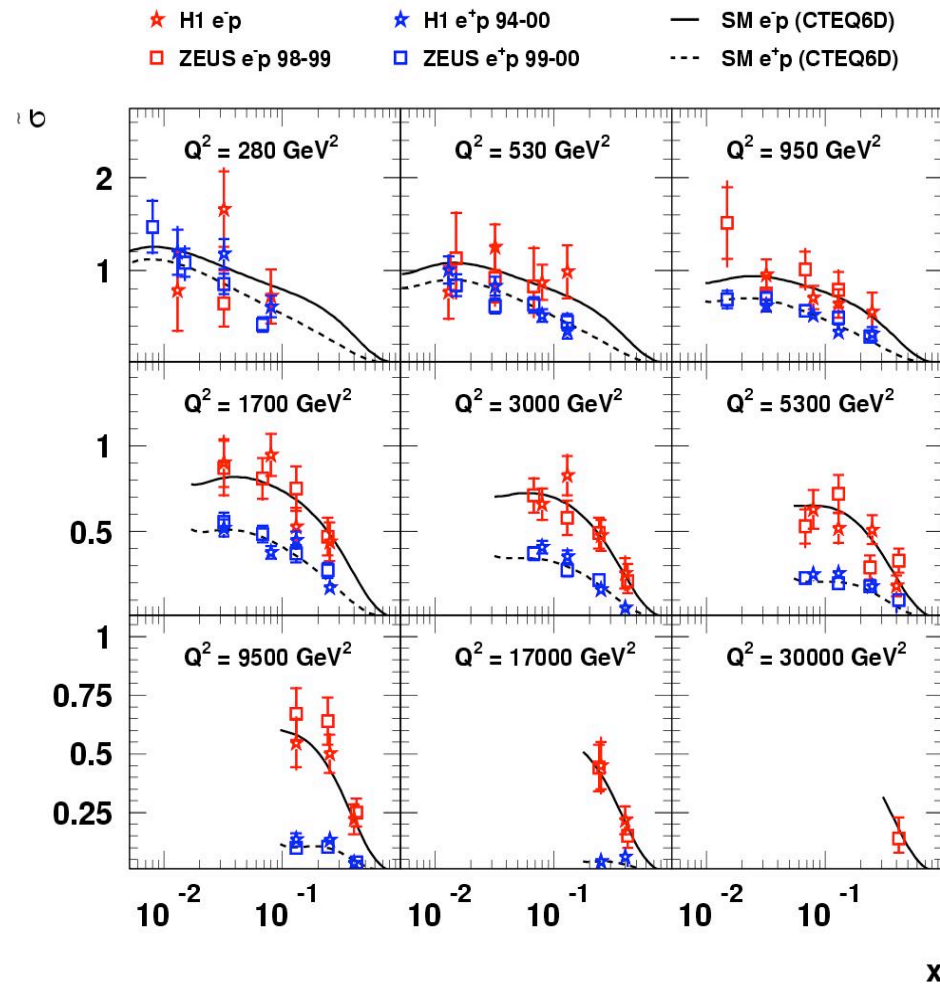 H1 e⁻p H1 e⁺p 94-00 SM e⁻p (CTEQ6D)
ZEUS e⁻p 98-99 ZEUS e⁺p 99-00 SM e⁺p (CTEQ6D)
σ̃
Q² = 280 GeV² Q² = 530 GeV² Q² = 950 GeV²
2
1
Q² = 1700 GeV² Q² = 3000 GeV² Q² = 5300 GeV²
1
0.5
Q² = 9500 GeV² Q² = 17000 GeV² Q² = 30000 GeV²
1
0.75
0.5
0.25
10⁻² 10⁻¹ 10⁻² 10⁻¹ 10⁻² 10⁻¹
x